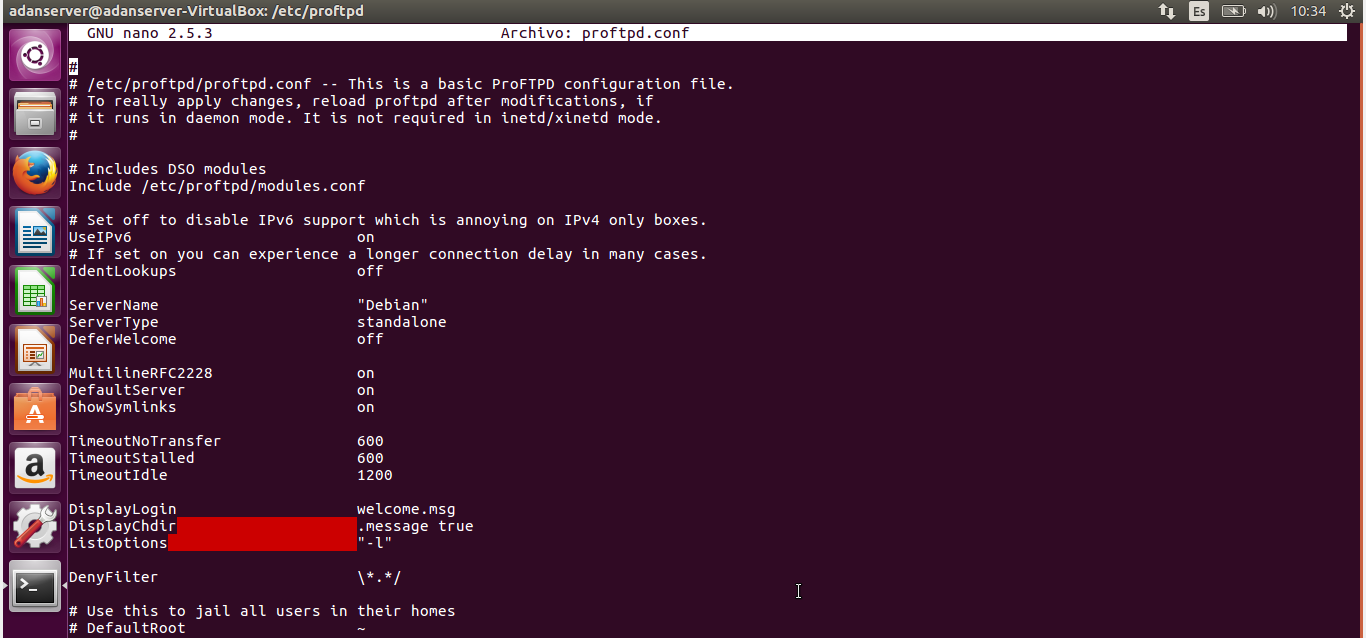 adanserver@adanserver-VirtualBox: /etc/proftpd
Es
10:34
GNU nano 2.5.3 Archivo: proftpd.conf
#
# /etc/proftpd/proftpd.conf -- This is a basic ProFTPD configuration file.
# To really apply changes, reload proftpd after modifications, if
# it runs in daemon mode. It is not required in inetd/xinetd mode.
#
# Includes DSO modules
Include /etc/proftpd/modules.conf
# Set off to disable IPv6 support which is annoying on IPv4 only boxes.
UseIPv6 on
# If set on you can experience a longer connection delay in many cases.
IdentLookups off
ServerName "Debian"
ServerType standalone
DeferWelcome off
MultilineRFC2228 on
DefaultServer on
ShowSymlinks on
TimeoutNoTransfer 600
TimeoutStalled 600
TimeoutIdle 1200
DisplayLogin welcome.msg
DisplayChdir .message true
ListOptions "-l"
DenyFilter \*.*/
# Use this to jail all users in their homes
# DefaultRoot ~